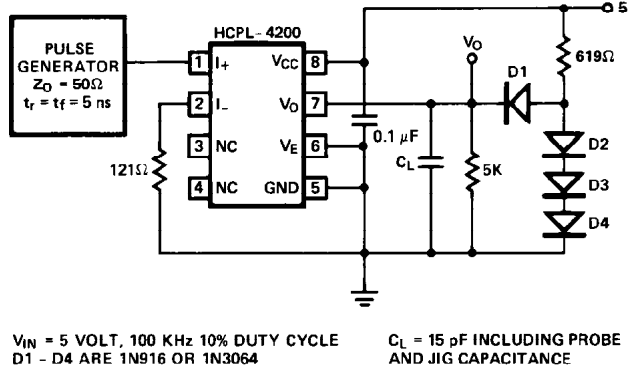 HCPL-4200
5
PULSE
GENERATOR
Z_O = 50Ω
t_r = t_f = 5 ns
1 I+
2 I–
3 NC
4 NC
V_CC 8
V_O 7
V_E 6
GND 5
121Ω
0.1 μF
C_L
V_O
5K
D1
619Ω
D2
D3
D4
V_IN = 5 VOLT, 100 KHz 10% DUTY CYCLE
D1 – D4 ARE 1N916 OR 1N3064
C_L = 15 pF INCLUDING PROBE
AND JIG CAPACITANCE